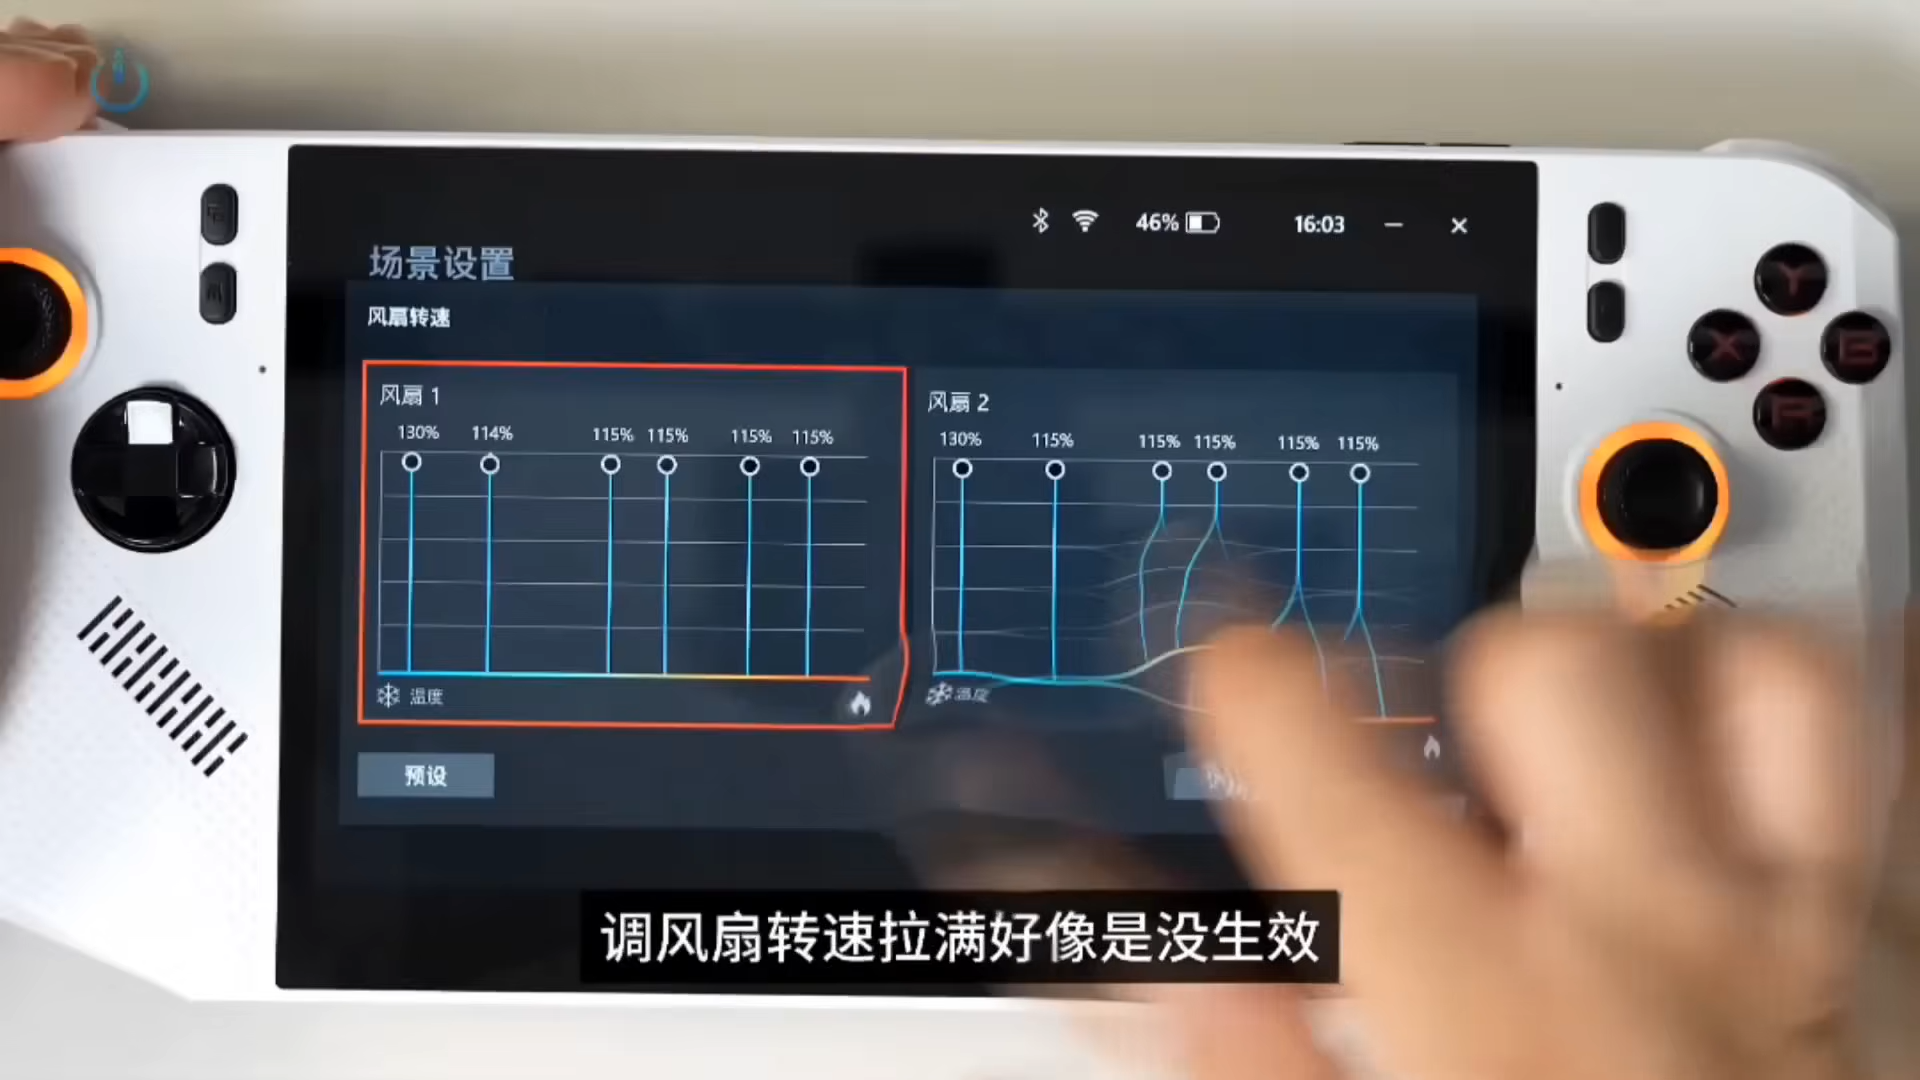 46%
16:03
场景设置
风扇转速
风扇 1
130% 114% 115% 115% 115% 115%
温度
风扇 2
130% 115% 115% 115% 115% 115%
温度
预设
Y
X
B
调风扇转速拉满好像是没生效